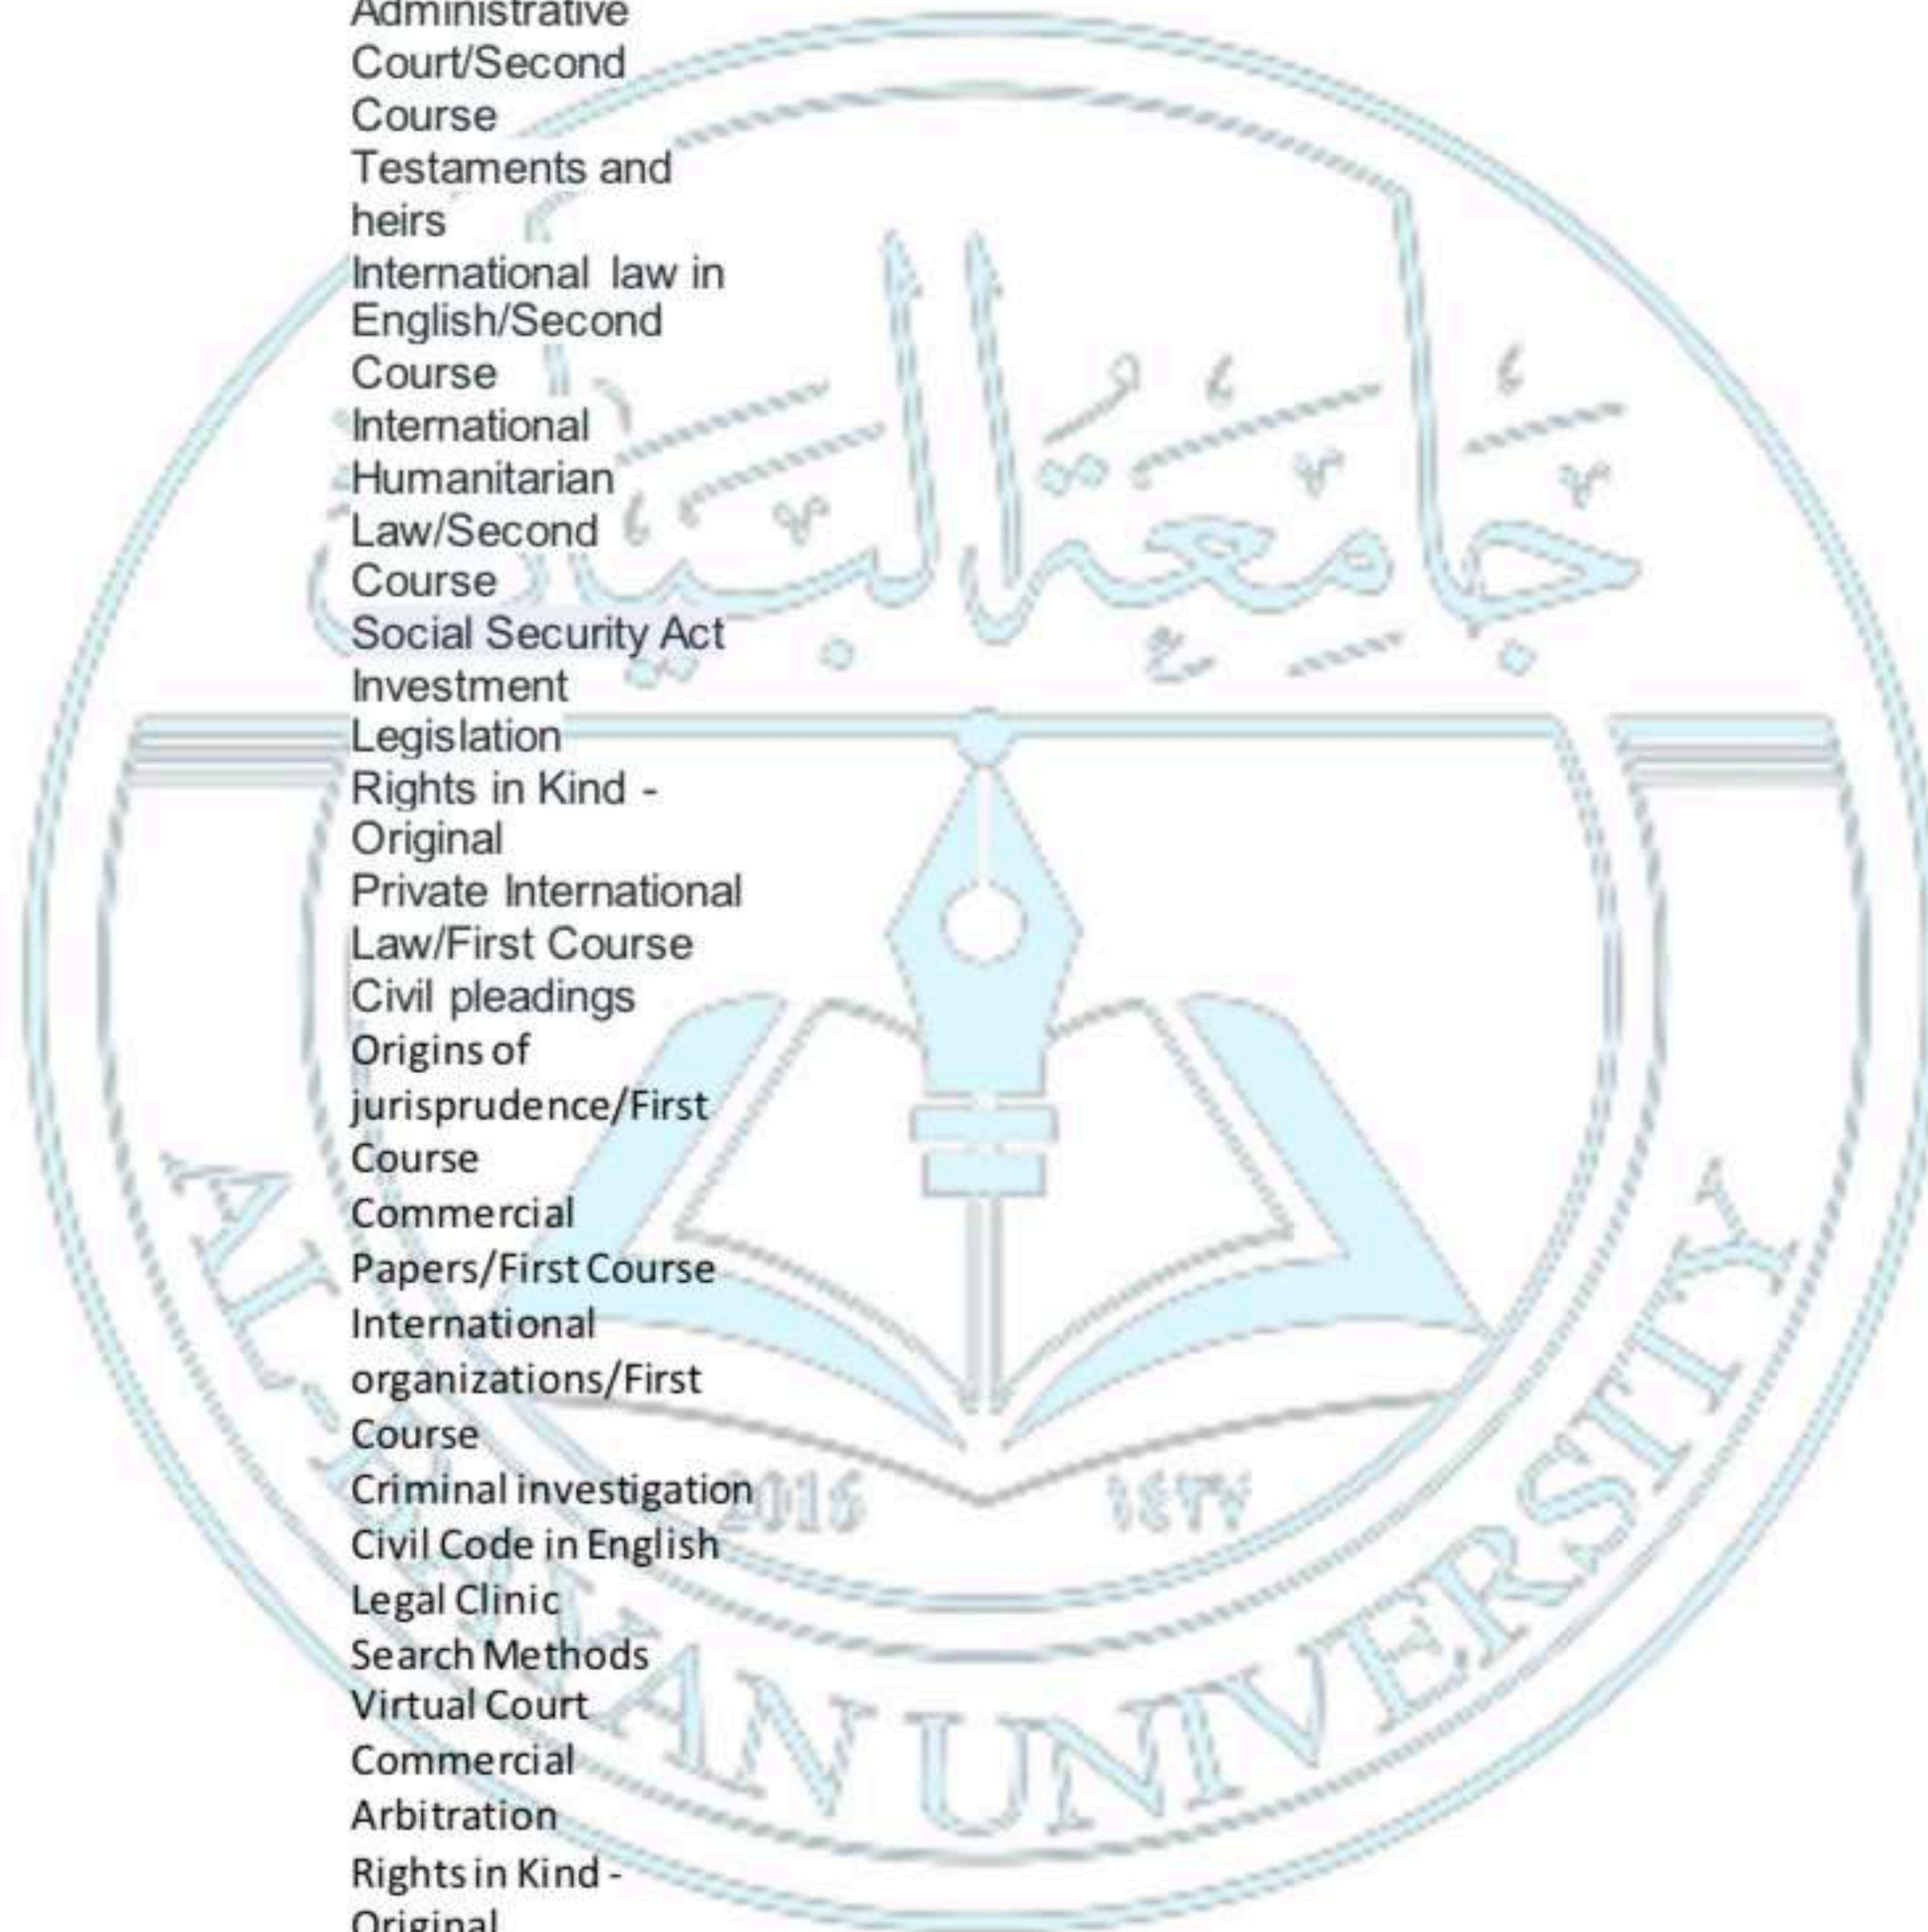 Administrative
Court/Second
Course
Testaments and
heirs
International law in
English/Second
Course
International
Humanitarian
Law/Second
Course
Social Security Act
Investment
Legislation
Rights in Kind -
Original
Private International
Law/First Course
Civil pleadings
Origins of
jurisprudence/First
Course
Commercial
Papers/First Course
International
organizations/First
Course
Criminal investigation
Civil Code in English
Legal Clinic
Search Methods
Virtual Court
Commercial
Arbitration
Rights in Kind -
Original
جامعة البيان
2016 ١٤٣٧
AL-BAYAN UNIVERSITY